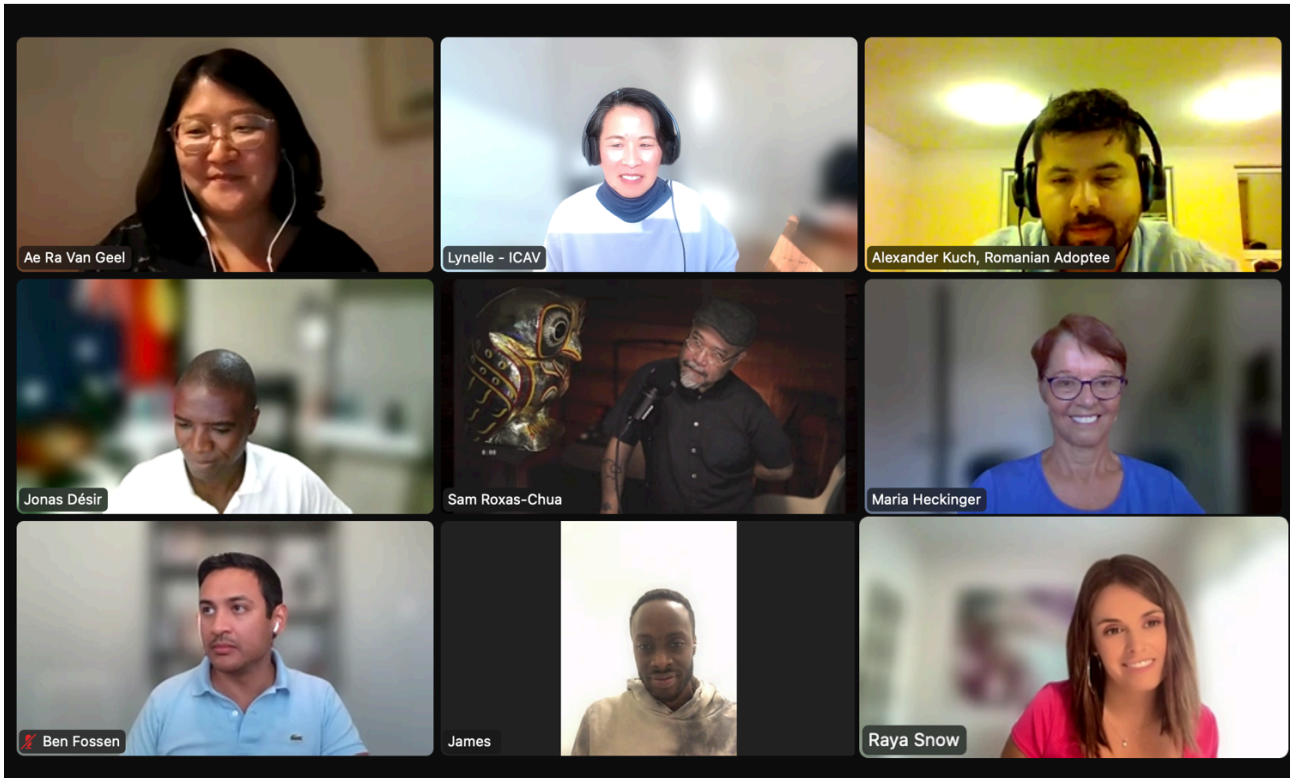 Ae Ra Van Geel
Lynelle - ICAV
Alexander Kuch, Romanian Adoptee
Jonas Désir
Sam Roxas-Chua
Maria Heckinger
Ben Fossen
James
Raya Snow